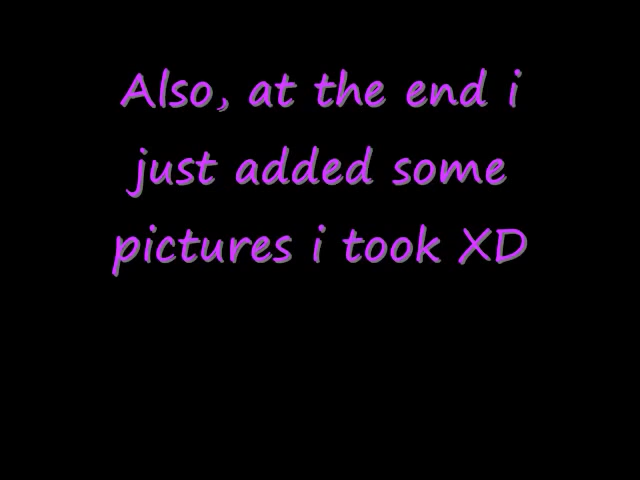 Also, at the end i
just added some
pictures i took XD